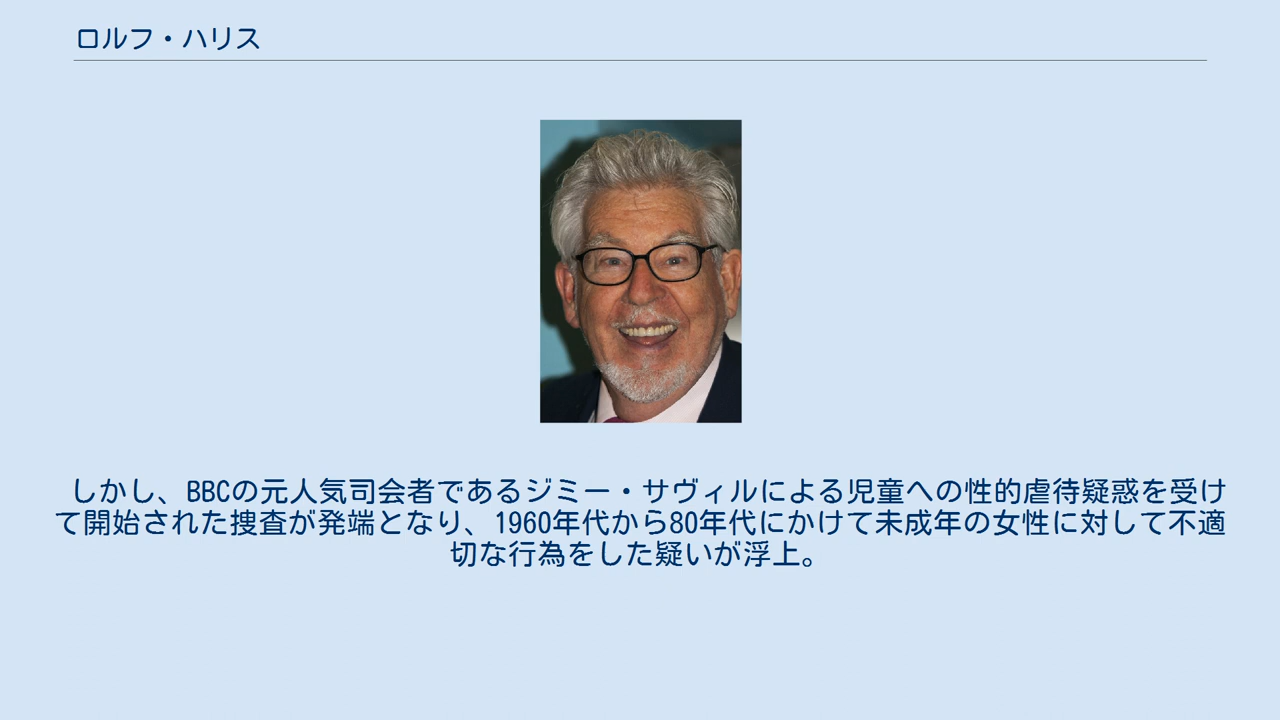 ロルフ・ハリス
しかし、BBCの元人気司会者であるジミー・サヴィルによる児童への性的虐待疑惑を受け
て開始された捜査が発端となり、1960年代から80年代にかけて未成年の女性に対して不適
切な行為をした疑いが浮上。